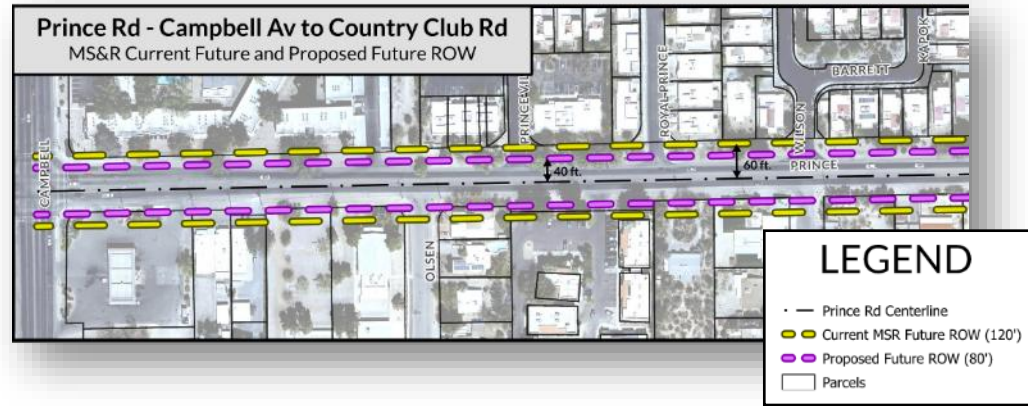 Prince Rd - Campbell Av to Country Club Rd
MS&R Current Future and Proposed Future ROW
KAPOK
BARRETT
ROYAL PRINCE
WILSON
PRINCE
CAMPBELL
40 ft.
60 ft.
OLSEN
LEGEND
Prince Rd Centerline
Current MSR Future ROW (120')
Proposed Future ROW (80')
Parcels